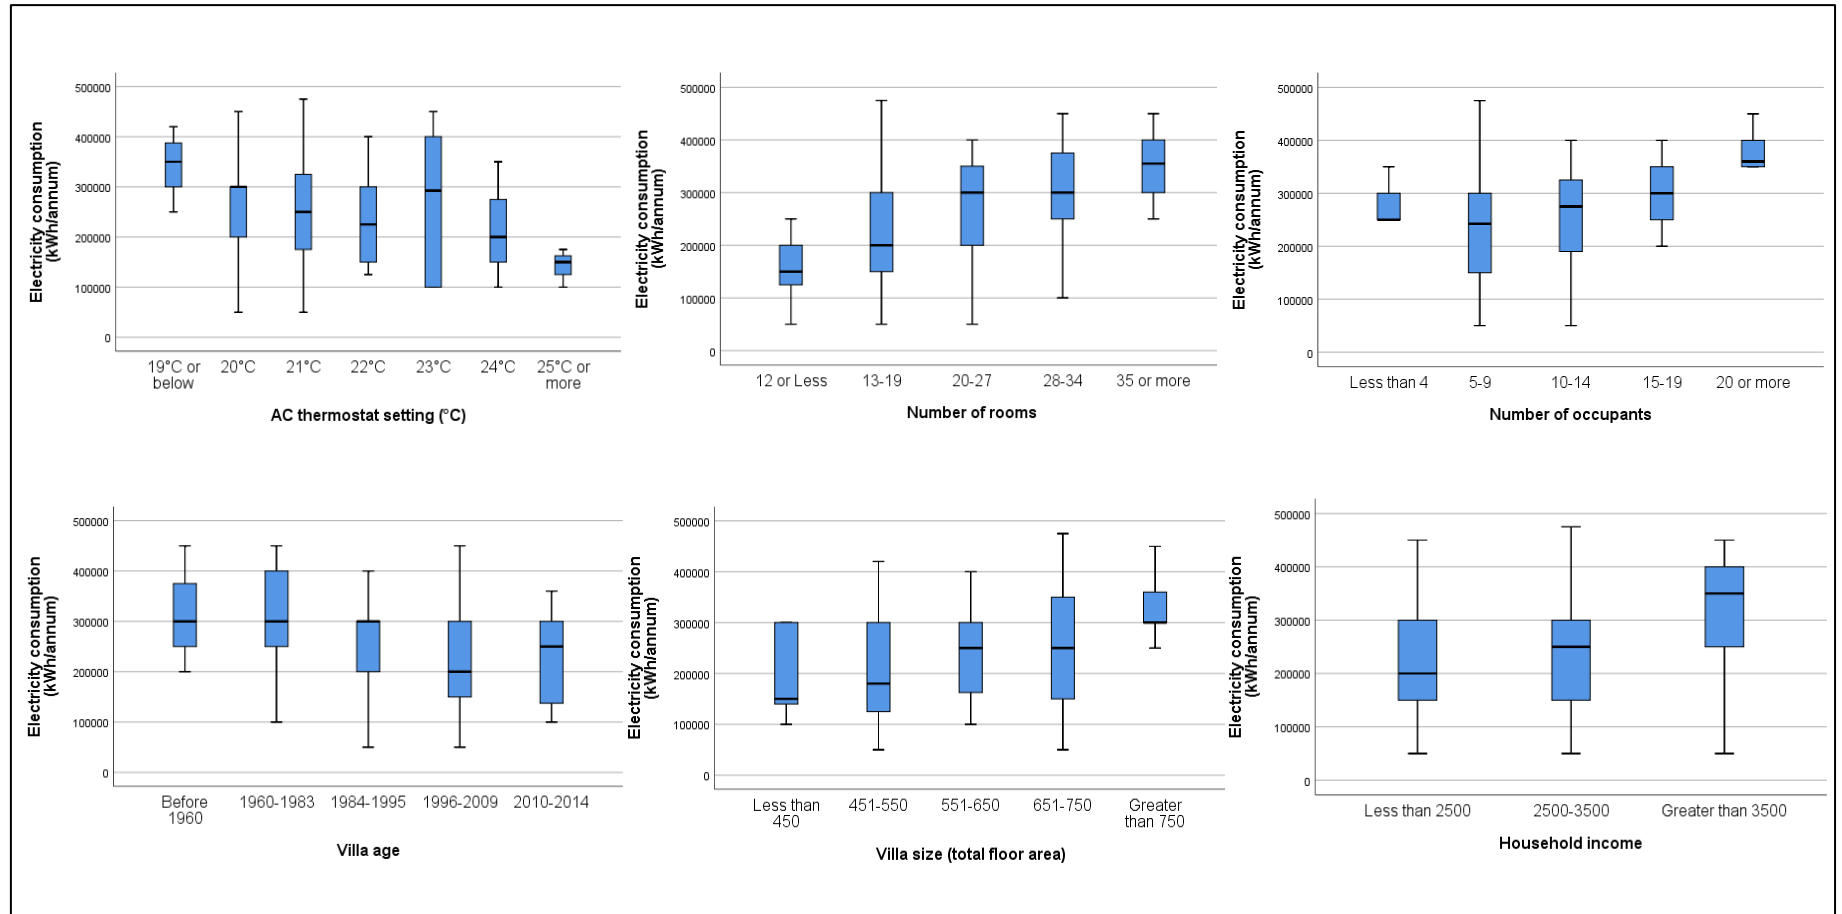 Electricity consumption
(kWh/annum)
500000
400000
300000
200000
100000
0
19°C or
below
20°C
21°C
22°C
23°C
24°C
25°C or
more
AC thermostat setting (°C)
Electricity consumption
(kWh/annum)
500000
400000
300000
200000
100000
0
12 or Less
13-19
20-27
28-34
35 or more
Number of rooms
Electricity consumption
(kWh/annum)
500000
400000
300000
200000
100000
0
Less than 4
5-9
10-14
15-19
20 or more
Number of occupants
Electricity consumption
(kWh/annum)
500000
400000
300000
200000
100000
0
Before
1960
1960-1983
1984-1995
1996-2009
2010-2014
Villa age
Electricity consumption
(kWh/annum)
500000
400000
300000
200000
100000
0
Less than
450
451-550
551-650
651-750
Greater
than 750
Villa size (total floor area)
Electricity consumption
(kWh/annum)
500000
400000
300000
200000
100000
0
Less than 2500
2500-3500
Greater than 3500
Household income